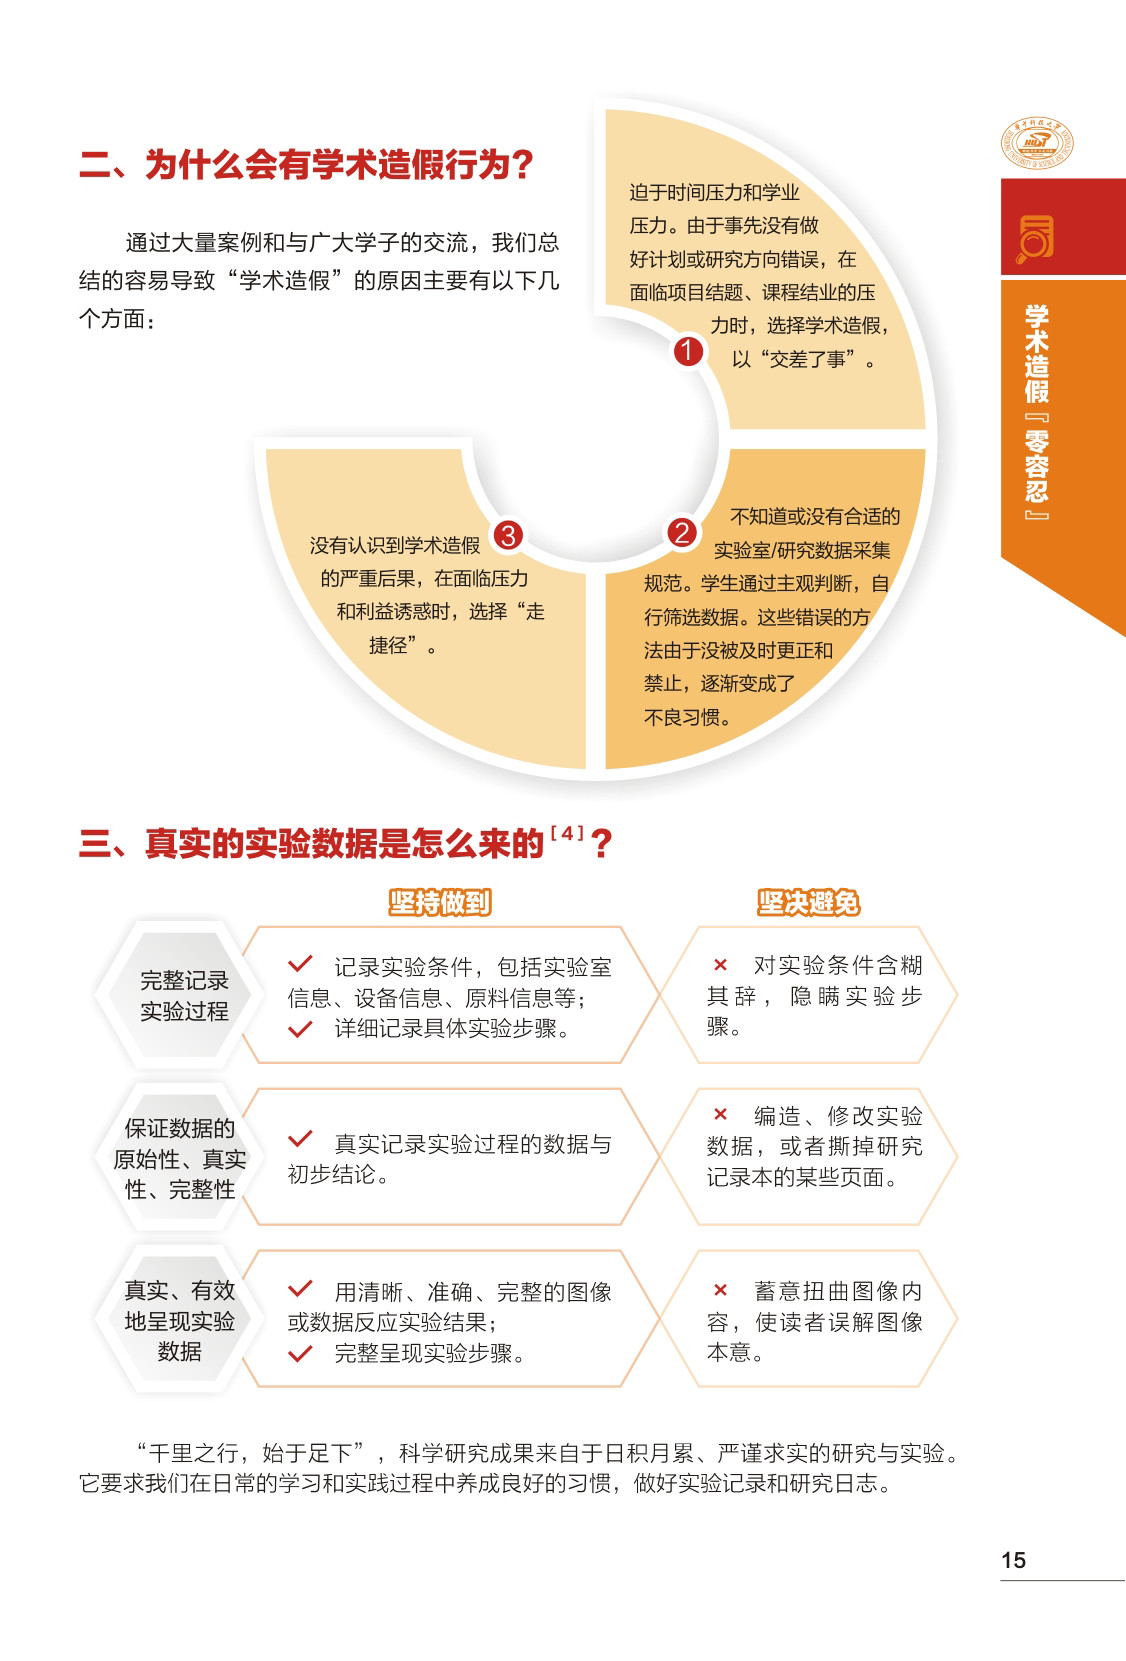 二、为什么会有学术造假行为?
通过大量案例和与广大学子的交流，我们总
结的容易导致“学术造假”的原因主要有以下几
个方面：
迫于时间压力和学业
压力。由于事先没有做
好计划或研究方向错误，在
面临项目结题、课程结业的压
力时，选择学术造假，
以“交差了事”。
1
不知道或没有合适的
实验室/研究数据采集
规范。学生通过主观判断，自
行筛选数据。这些错误的方
法由于没被及时更正和
禁止，逐渐变成了
不良习惯。
2
没有认识到学术造假
的严重后果，在面临压力
和利益诱惑时，选择“走
捷径”。
3
学术造假『零容忍』
三、真实的实验数据是怎么来的[4]?
坚持做到
坚决避免
完整记录
实验过程
✓ 记录实验条件，包括实验室
信息、设备信息、原料信息等；
✓ 详细记录具体实验步骤。
× 对实验条件含糊
其辞，隐瞒实验步
骤。
保证数据的
原始性、真实
性、完整性
✓ 真实记录实验过程的数据与
初步结论。
× 编造、修改实验
数据，或者撕掉研究
记录本的某些页面。
真实、有效
地呈现实验
数据
✓ 用清晰、准确、完整的图像
或数据反应实验结果；
✓ 完整呈现实验步骤。
× 蓄意扭曲图像内
容，使读者误解图像
本意。
“千里之行，始于足下”，科学研究成果来自于日积月累、严谨求实的研究与实验。
它要求我们在日常的学习和实践过程中养成良好的习惯，做好实验记录和研究日志。
15